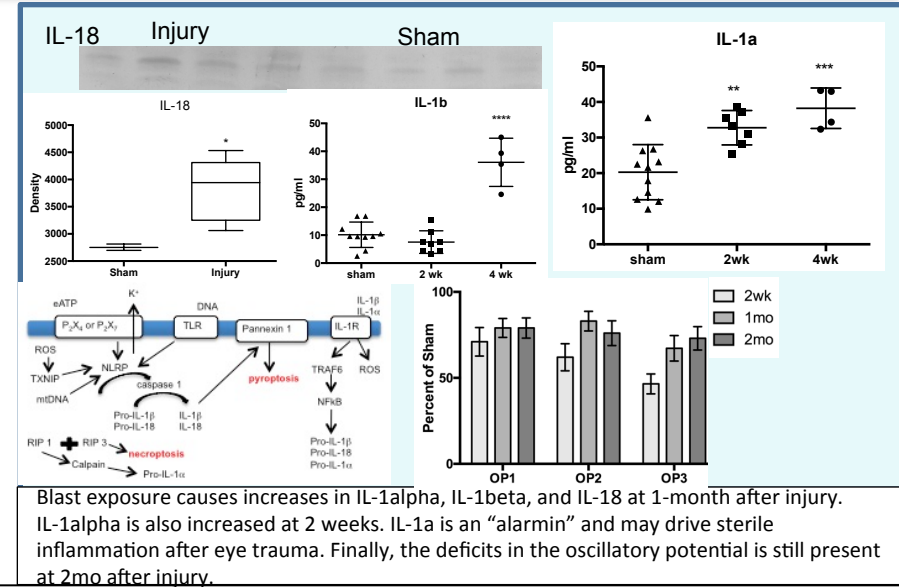 IL-18 Injury Sham
IL-18
Density
5000
4500
4000
3500
3000
2500
*
Sham Injury
IL-1b
pg/ml
50
40
30
20
10
0
****
sham 2 wk 4 wk
IL-1a
pg/ml
50
40
30
20
10
0
** ***
sham 2wk 4wk
eATP K⁺ DNA IL-1β
IL-1α
P₂X₄ or P₂X₇ TLR Pannexin 1 IL-1R
ROS
TXNIP
mtDNA
NLRP
caspase 1
Pro-IL-1β IL-1β
Pro-IL-18 IL-18
pyroptosis
TRAF6 ROS
NFkB
Pro-IL-1β
Pro-IL-18
Pro-IL-1α
RIP 1 + RIP 3
necroptosis
Calpain
Pro-IL-1α
Percent of Sham
100
50
0
OP1 OP2 OP3
2wk
1mo
2mo
Blast exposure causes increases in IL-1alpha, IL-1beta, and IL-18 at 1-month after injury.
IL-1alpha is also increased at 2 weeks. IL-1a is an “alarmin” and may drive sterile
inflammation after eye trauma. Finally, the deficits in the oscillatory potential is still present
at 2mo after injury.